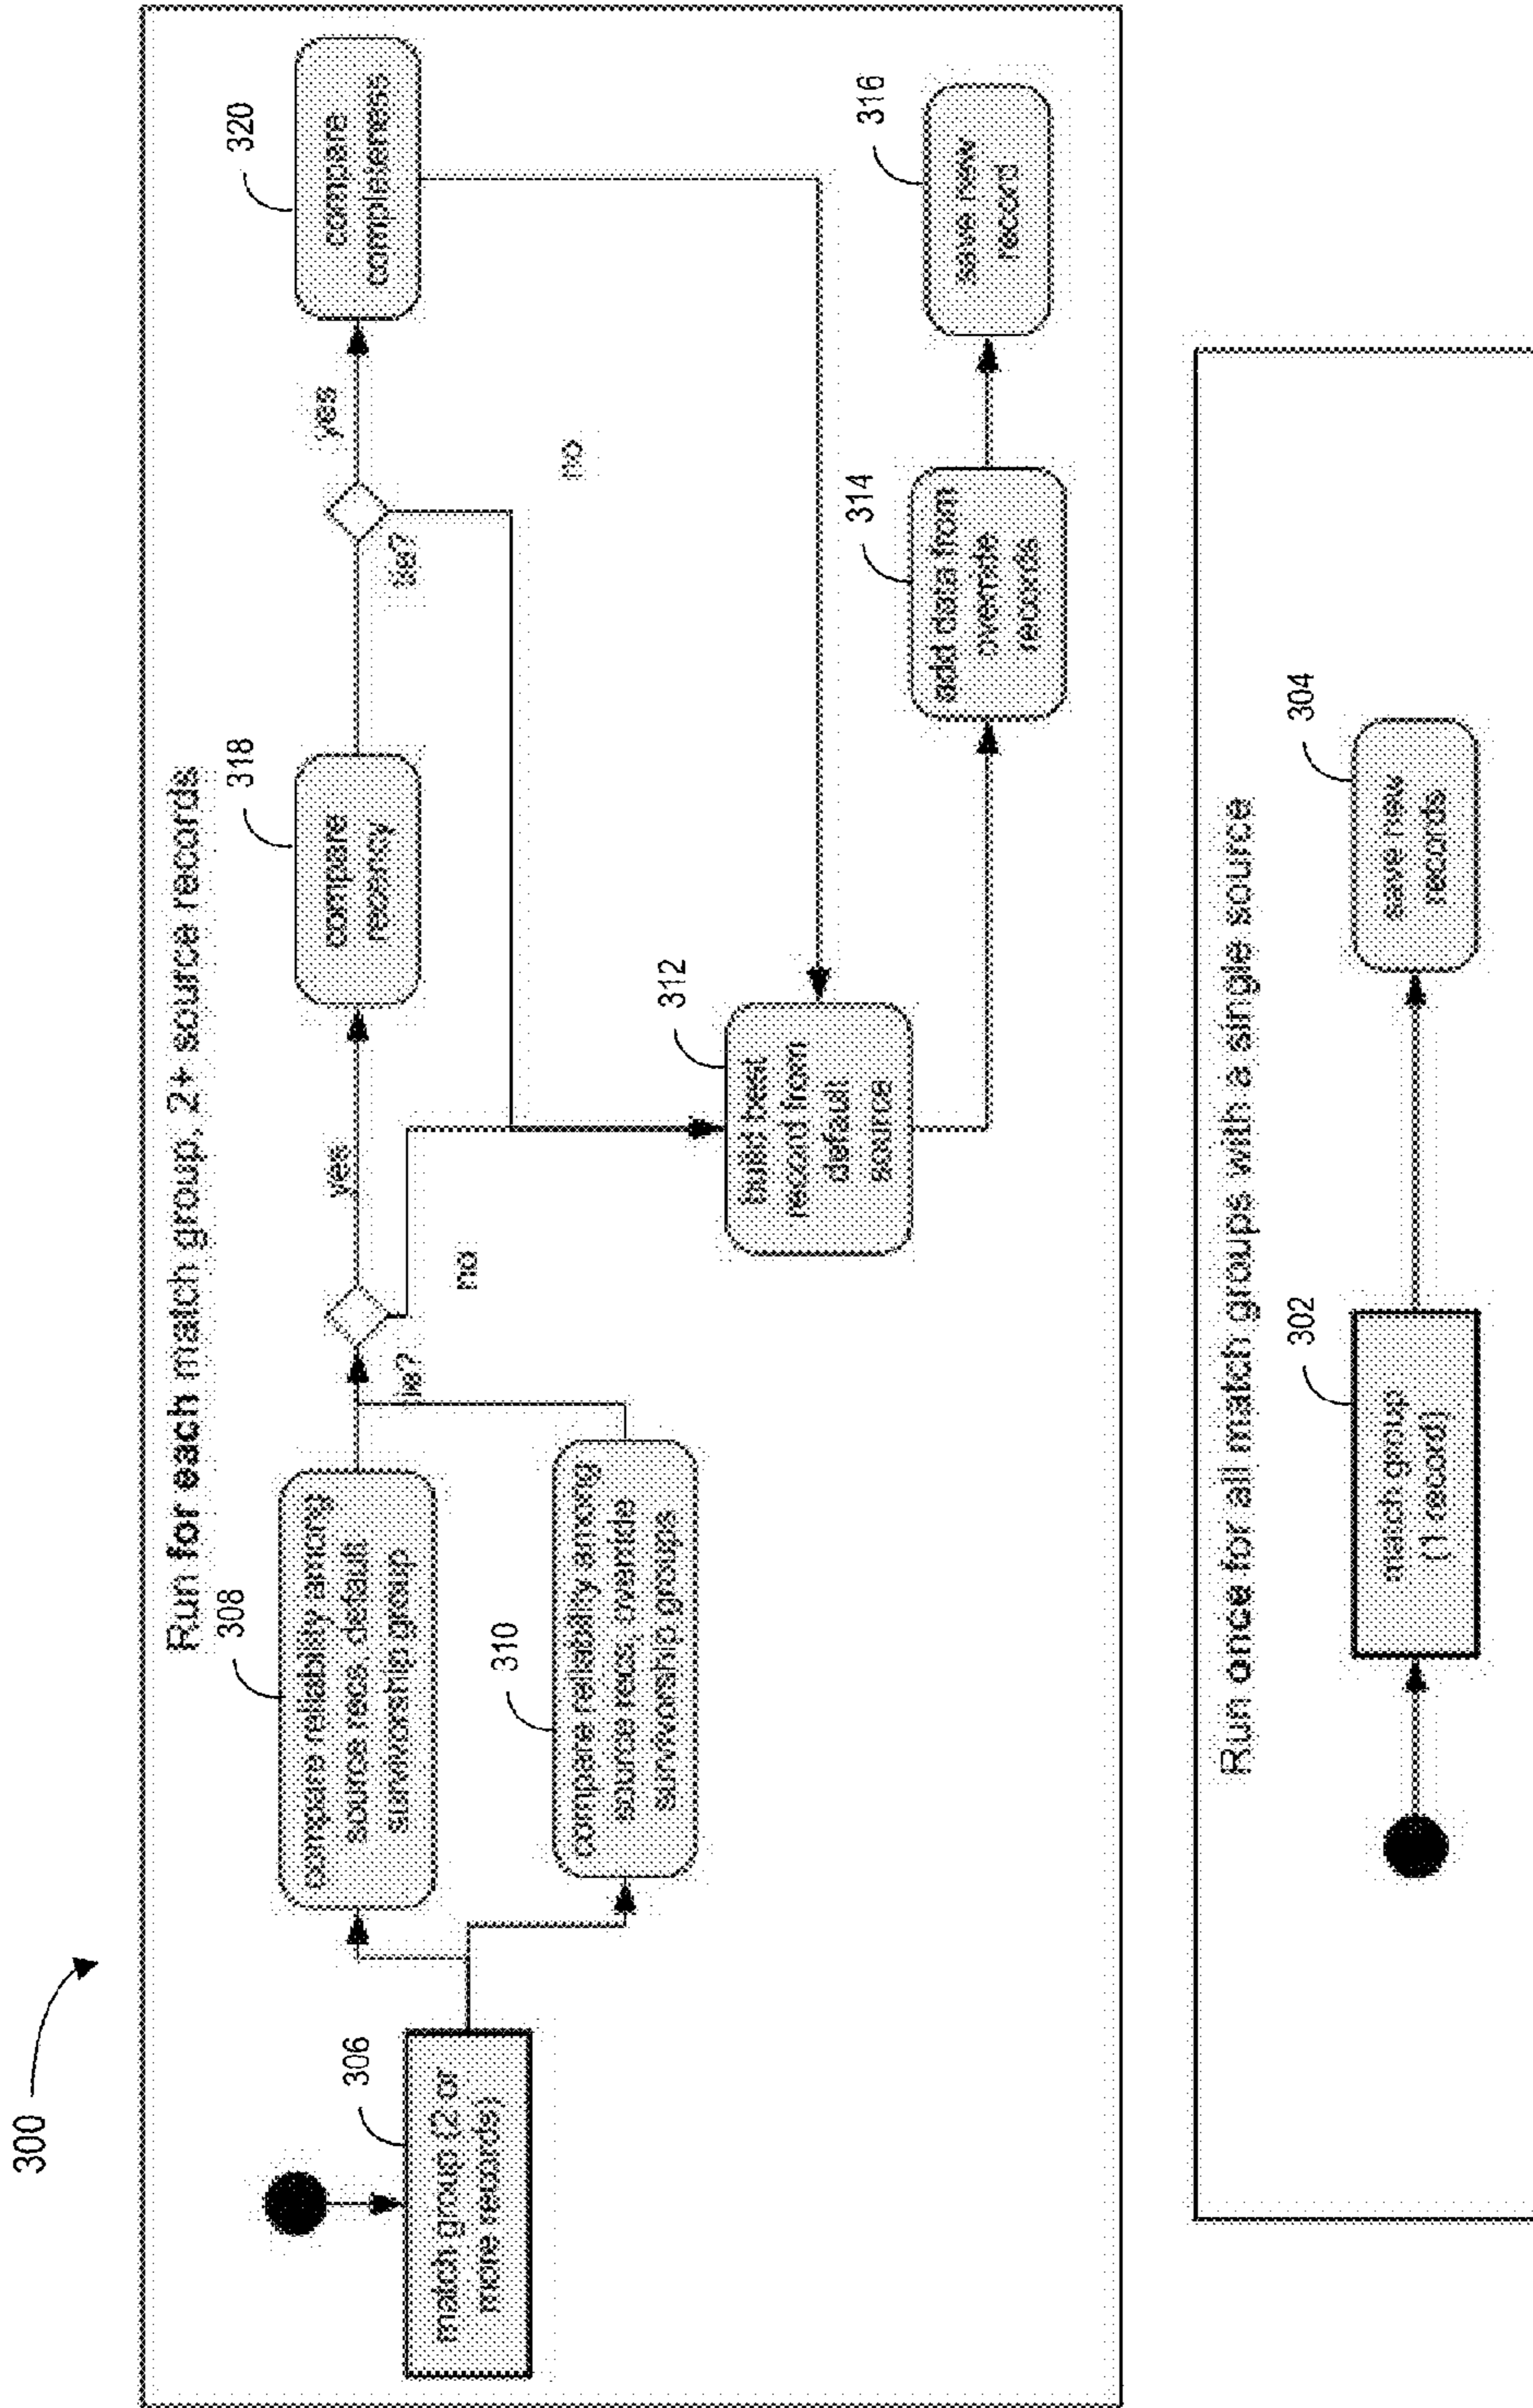 300
Run for each match group, 2+ source records
306
match group (2 or
more records)
308
compare reliability among
source recs, default
survivorship group
310
compare reliability among
source recs, override
survivorship groups
tie?
yes
no
318
compare
recency
tie?
yes
no
320
compare
completeness
312
build best
record from
default
source
314
add data from
override
records
316
save new
record
Run once for all match groups with a single source
302
match group
(1 record)
304
save new
records